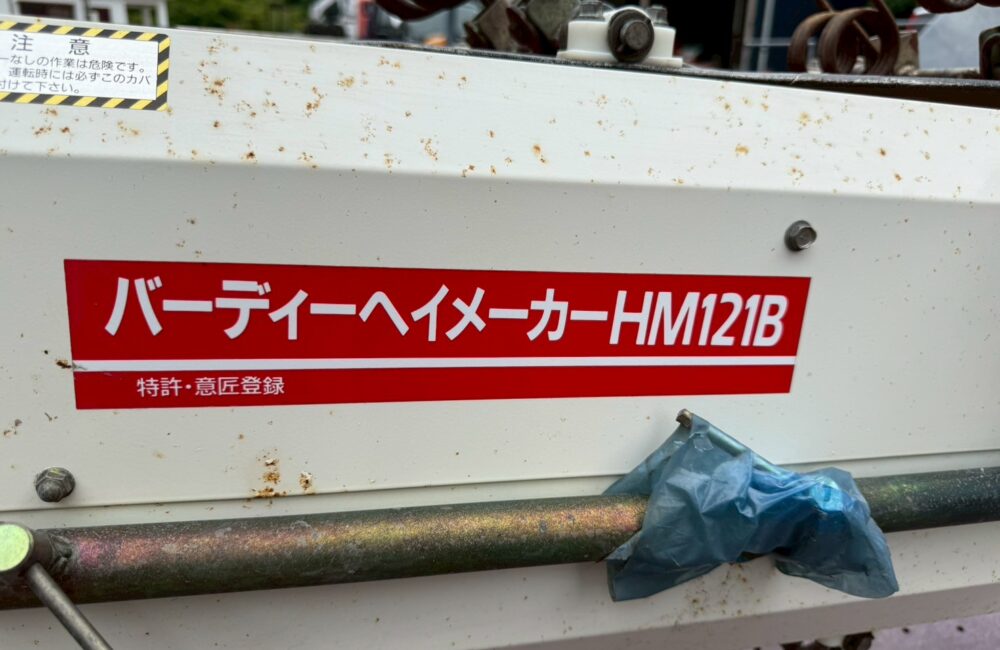 注 意
ーなしの作業は危険です。
運転時には必ずこのカバ
付けて下さい。
バーディーヘイメーカーHM121B
特許・意匠登録